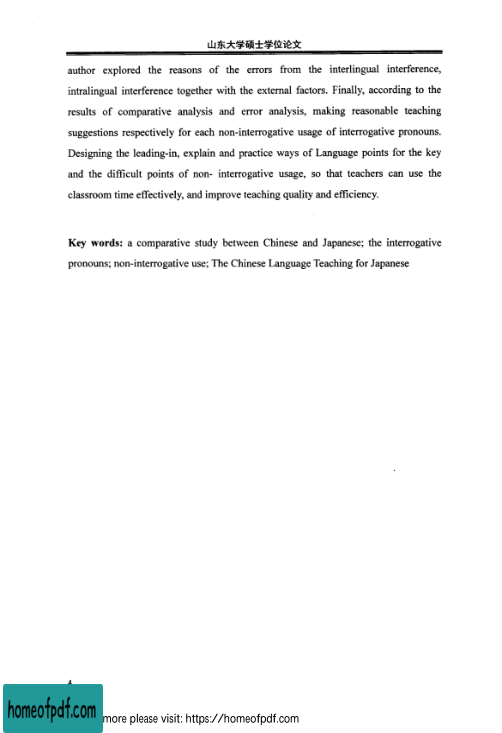 山东大学硕士学位论文
author explored the reasons of the errors from the interlingual interference,
intralingual interference together with the external factors. Finally, according to the
results of comparative analysis and error analysis, making reasonable teaching
suggestions respectively for each non-interrogative usage of interrogative pronouns.
Designing the leading-in, explain and practice ways of Language points for the key
and the difficult points of non- interrogative usage, so that teachers can use the
classroom time effectively, and improve teaching quality and efficiency.
Key words: a comparative study between Chinese and Japanese; the interrogative
pronouns; non-interrogative use; The Chinese Language Teaching for Japanese
homeofpdf.com
more please visit: https://homeofpdf.com